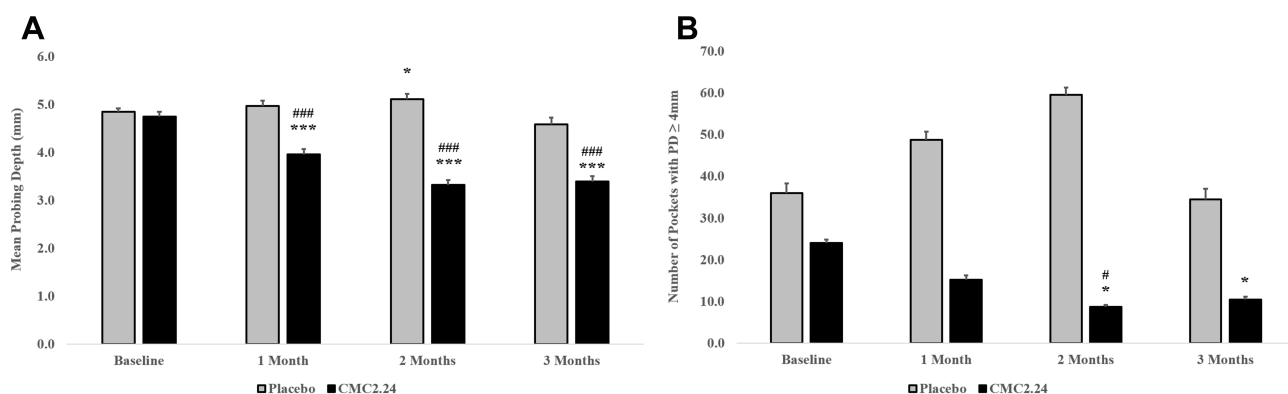 A
6.0
5.0
4.0
3.0
2.0
1.0
0.0
Mean Probing Depth (mm)
###
***
*
###
***
###
***
Baseline
1 Month
2 Months
3 Months
Placebo
CMC2.24
B
70.0
60.0
50.0
40.0
30.0
20.0
10.0
0.0
Number of Pockets with PD ≥ 4mm
#
*
*
Baseline
1 Month
2 Months
3 Months
Placebo
CMC2.24